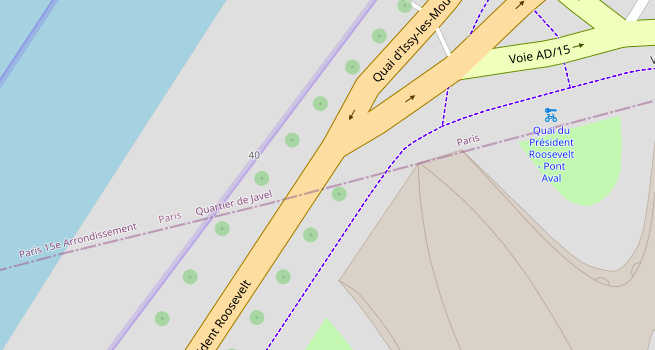 Quai d'Issy-les-Mou
Voie AD/15
Paris
Quai du
Président
Roosevelt
- Pont
Aval
40
Paris 15e Arrondissement
Paris
Quartier de Javel
dent Roosevelt